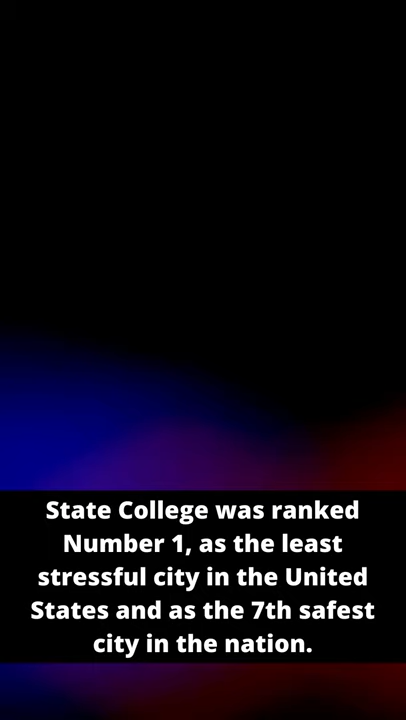 State College was ranked
Number 1, as the least
stressful city in the United
States and as the 7th safest
city in the nation.